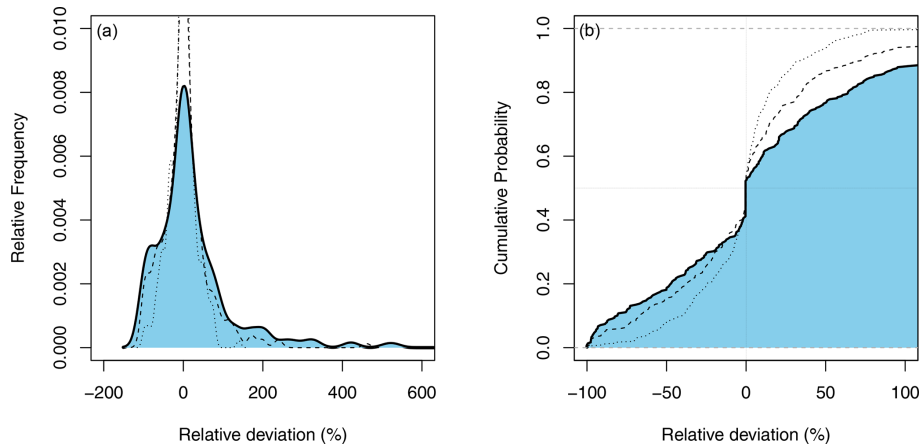 (a)
Relative Frequency
0.010
0.008
0.006
0.004
0.002
0.000
−200 0 200 400 600
Relative deviation (%)
(b)
Cumulative Probability
1.0
0.8
0.6
0.4
0.2
0.0
−100 −50 0 50 100
Relative deviation (%)